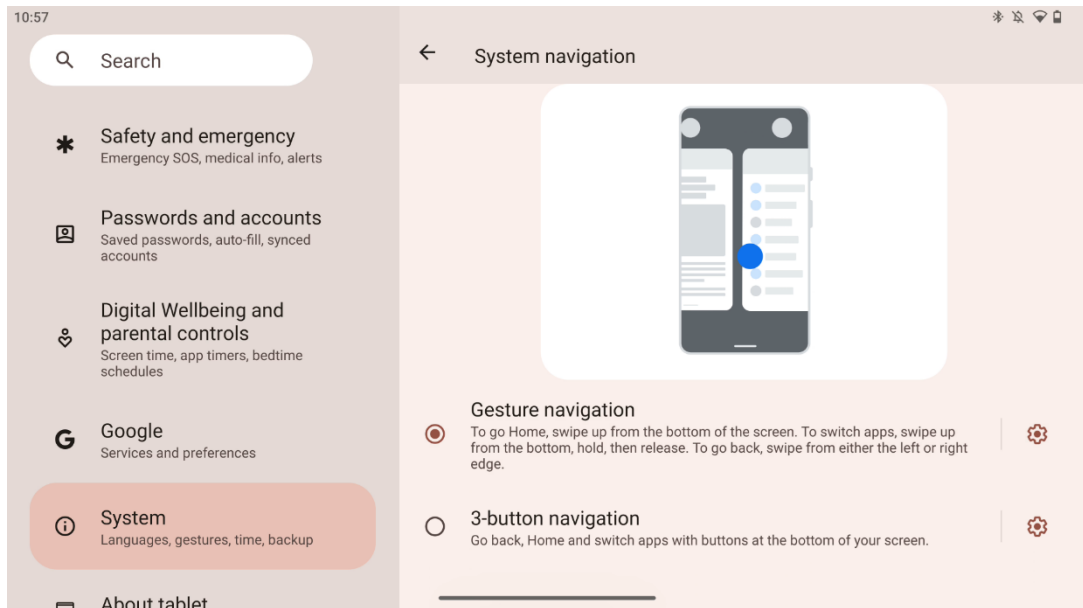 10:57
Search
Safety and emergency
Emergency SOS, medical info, alerts
Passwords and accounts
Saved passwords, auto-fill, synced
accounts
Digital Wellbeing and
parental controls
Screen time, app timers, bedtime
schedules
Google
Services and preferences
System
Languages, gestures, time, backup
About tablet
System navigation
Gesture navigation
To go Home, swipe up from the bottom of the screen. To switch apps, swipe up
from the bottom, hold, then release. To go back, swipe from either the left or right
edge.
3-button navigation
Go back, Home and switch apps with buttons at the bottom of your screen.